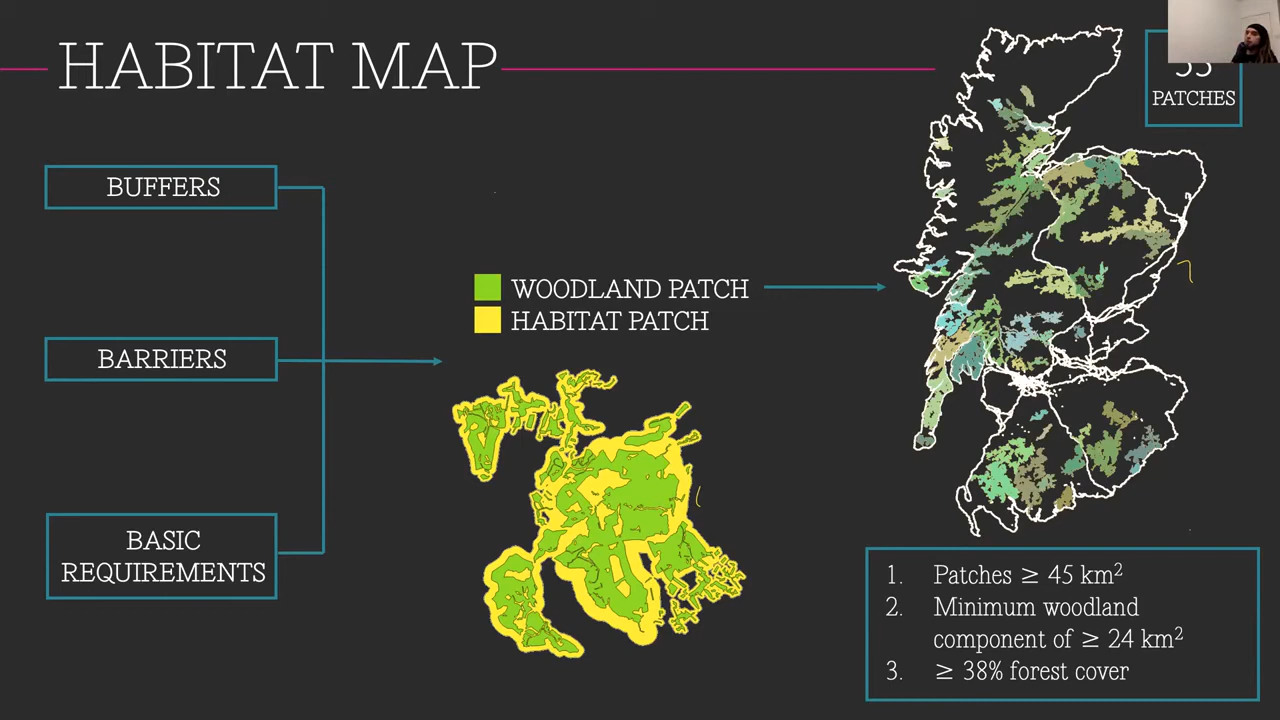 HABITAT MAP
PATCHES
BUFFERS
WOODLAND PATCH
HABITAT PATCH
BARRIERS
BASIC
REQUIREMENTS
1. Patches ≥ 45 km²
2. Minimum woodland
component of ≥ 24 km²
3. ≥ 38% forest cover